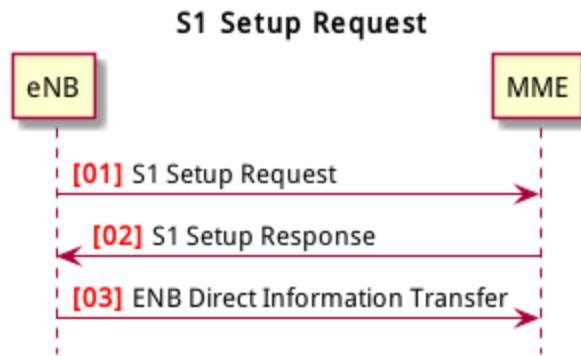 S1 Setup Request
eNB MME
[01] S1 Setup Request
[02] S1 Setup Response
[03] ENB Direct Information Transfer